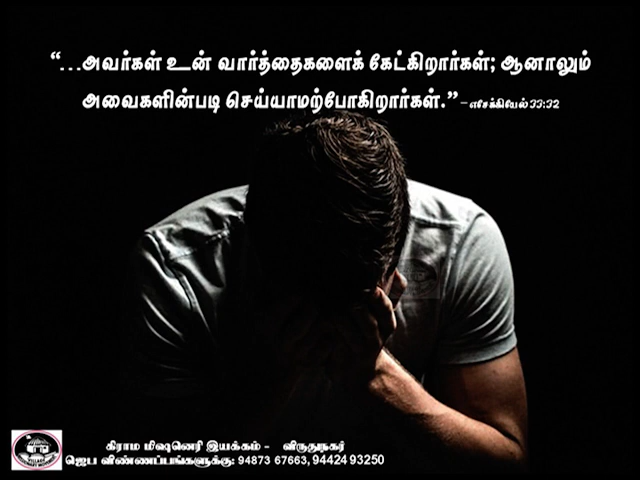 “...அவர்கள் உன் வார்த்தைகளைக் கேட்கிறார்கள்; ஆனாலும்
அவைகளின்படி செய்யாமற்போகிறார்கள்.” - எசேக்கியேல் 33:32
கிராம மிஷனெரி இயக்கம் - விருதுநகர்
ஜெப விண்ணப்பங்களுக்கு: 94873 67663, 94424 93250